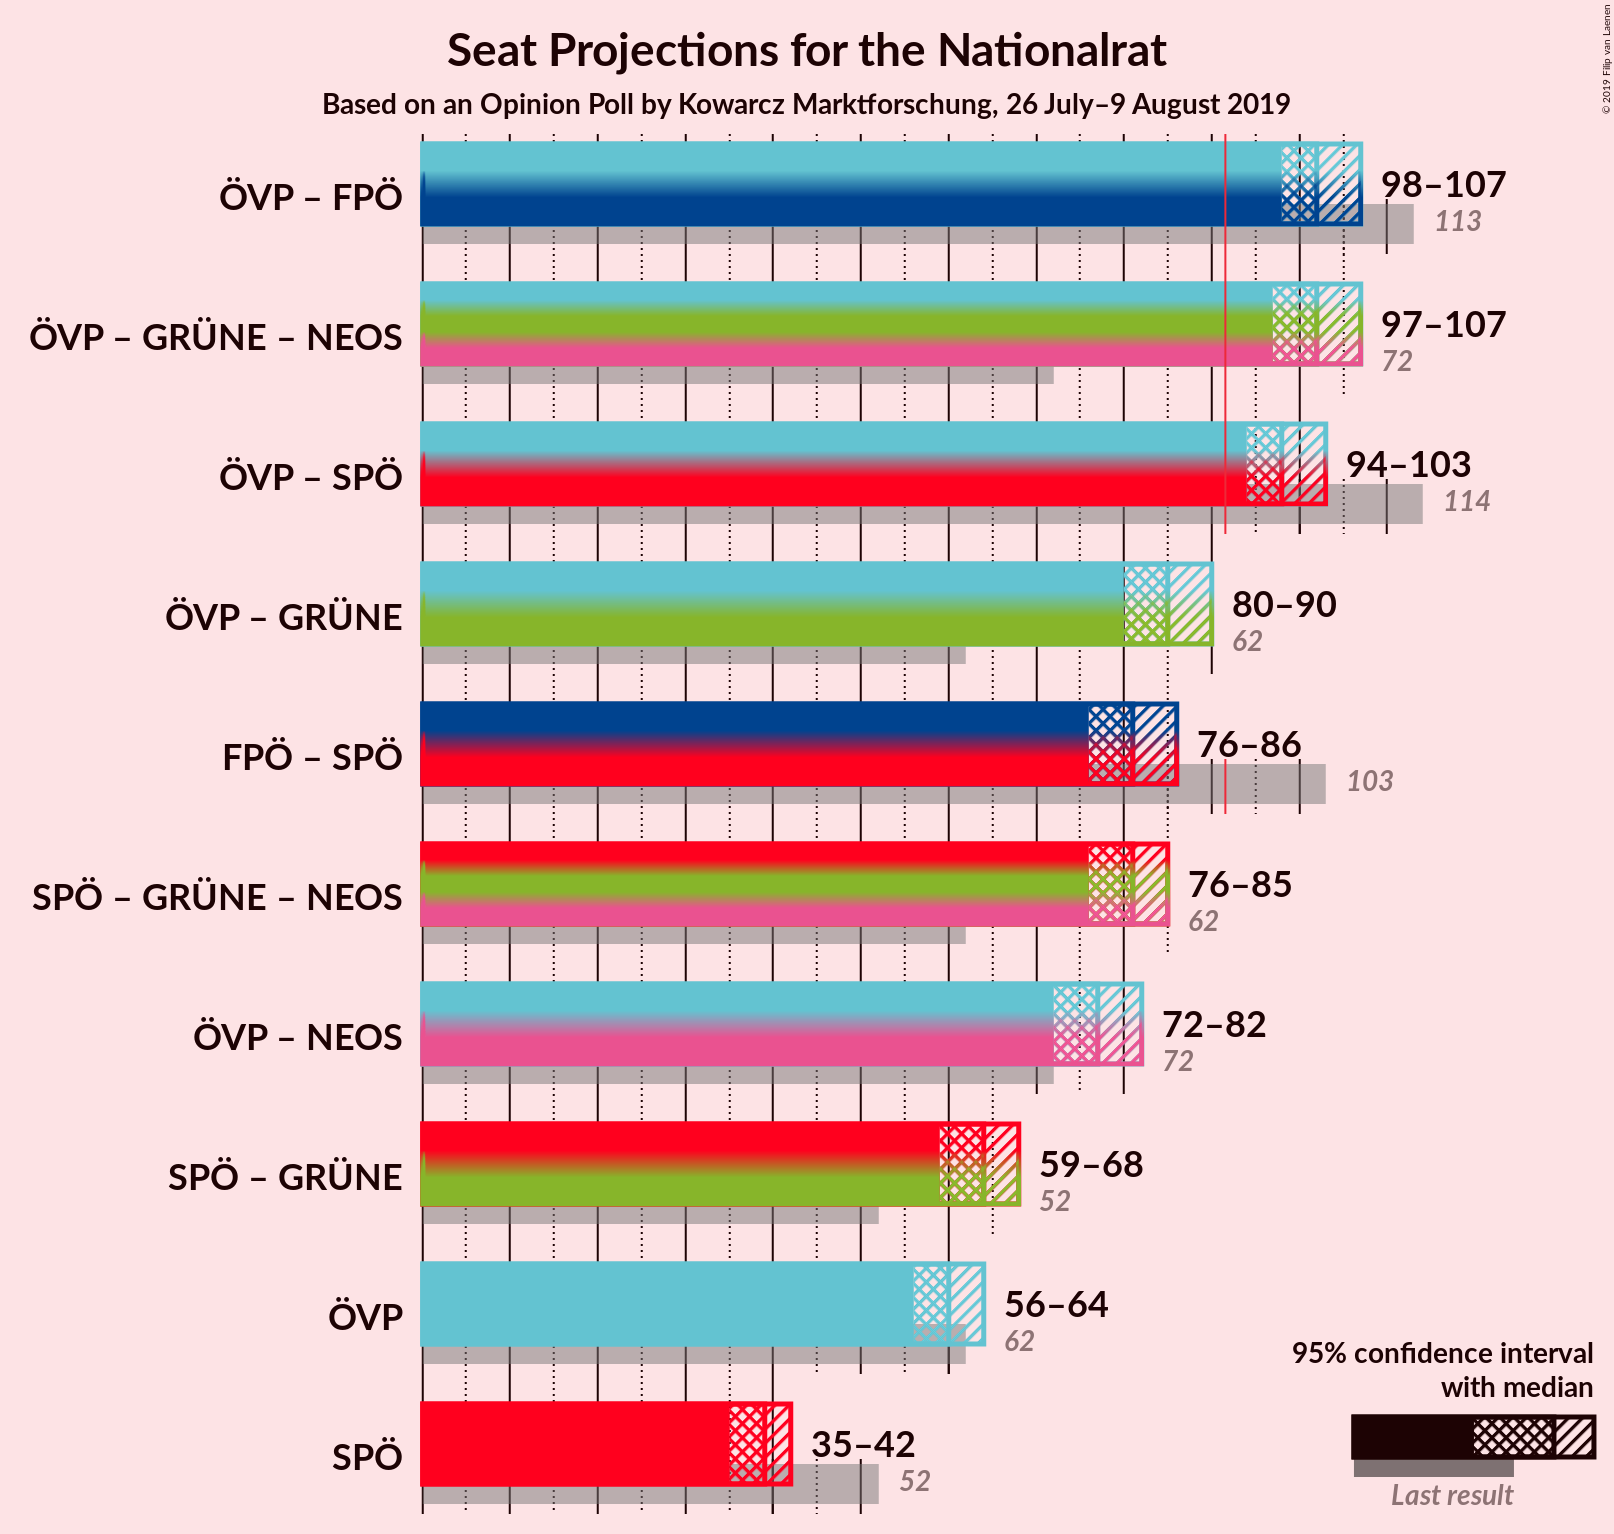 © 2019 Filip van Laenen
Seat Projections for the Nationalrat
Based on an Opinion Poll by Kowarcz Marktforschung, 26 July–9 August 2019
ÖVP – FPÖ
98–107
113
ÖVP – GRÜNE – NEOS
97–107
72
ÖVP – SPÖ
94–103
114
ÖVP – GRÜNE
80–90
62
FPÖ – SPÖ
76–86
103
SPÖ – GRÜNE – NEOS
76–85
62
ÖVP – NEOS
72–82
72
SPÖ – GRÜNE
59–68
52
ÖVP
56–64
62
SPÖ
35–42
52
95% confidence interval
with median
Last result